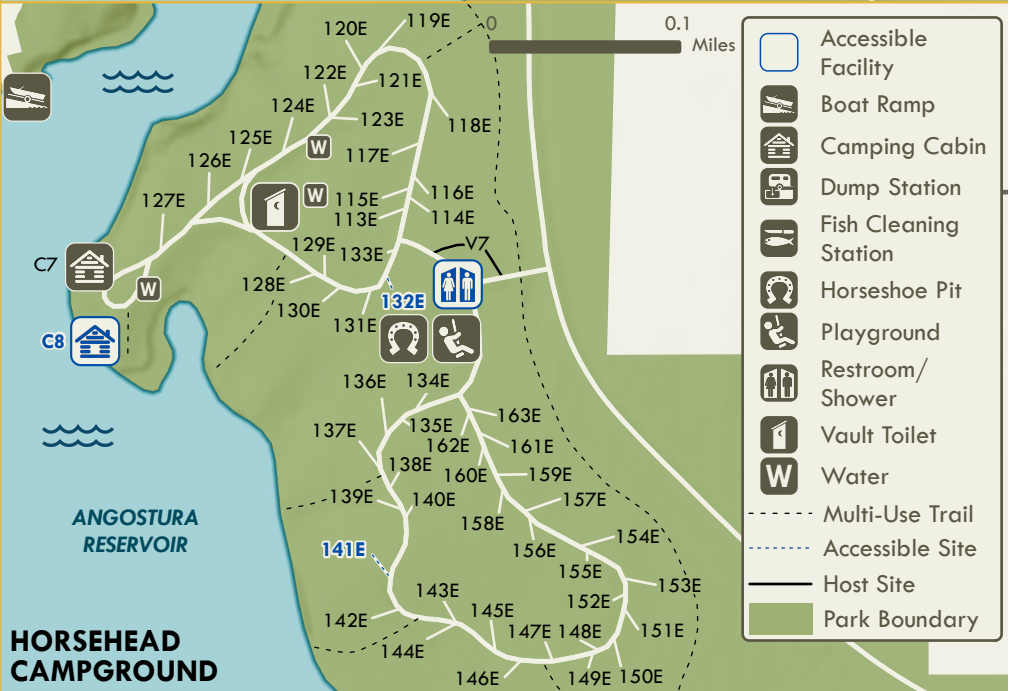 119E
120E
0 0.1
Miles
122E
121E
124E
123E
118E
125E
W
117E
126E
W
115E
116E
127E
113E
114E
129E
133E
V7
C7
128E
W
132E
130E
131E
C8
136E
134E
163E
137E
135E
162E
161E
138E
160E
159E
139E
140E
157E
158E
154E
141E
156E
155E
153E
143E
152E
145E
142E
147E
148E
151E
144E
146E
149E
150E
ANGOSTURA
RESERVOIR
HORSEHEAD
CAMPGROUND
Accessible
Facility
Boat Ramp
Camping Cabin
Dump Station
Fish Cleaning
Station
Horseshoe Pit
Playground
Restroom/
Shower
Vault Toilet
W Water
Multi-Use Trail
Accessible Site
Host Site
Park Boundary